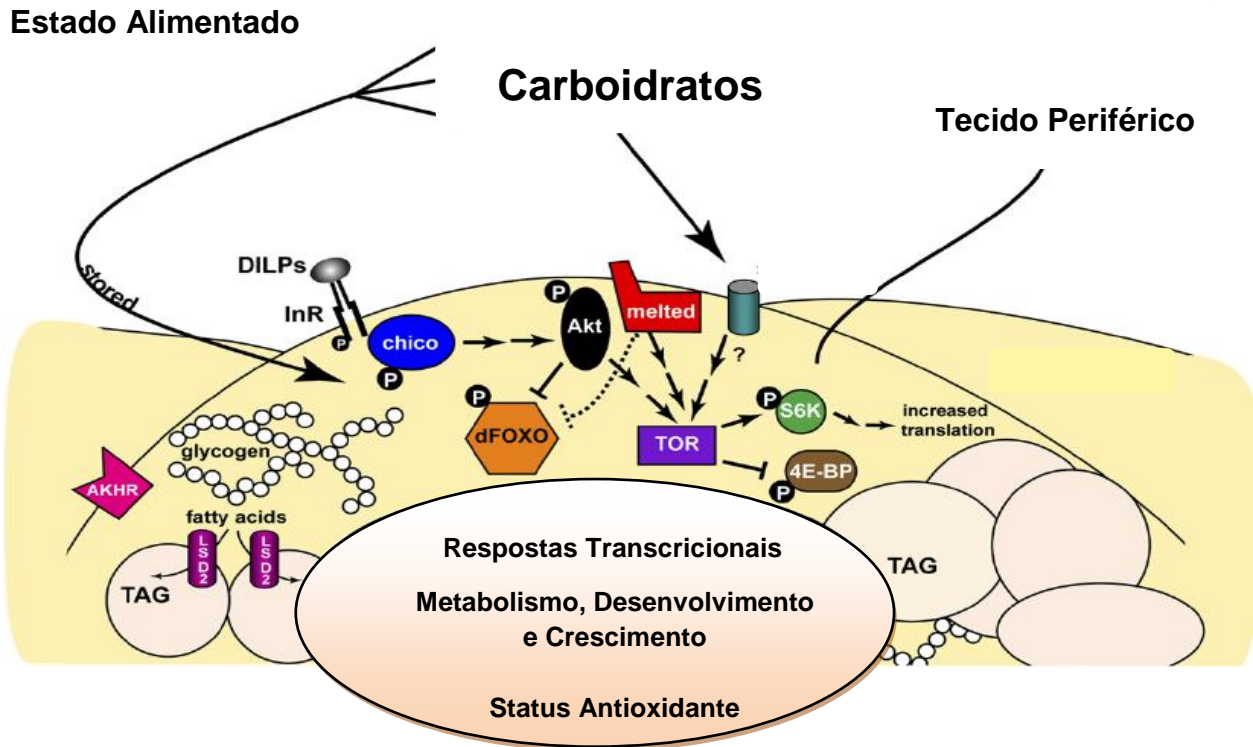 Estado Alimentado
Carboidratos
Tecido Periférico
stored
DILPs
InR
P
chico
P
P
Akt
melted
?
P
dFOXO
TOR
P
S6K
increased
translation
4E-BP
P
glycogen
AKHR
fatty acids
LSD2
LSD2
TAG
TAG
Respostas Transcricionais
Metabolismo, Desenvolvimento
e Crescimento
Status Antioxidante